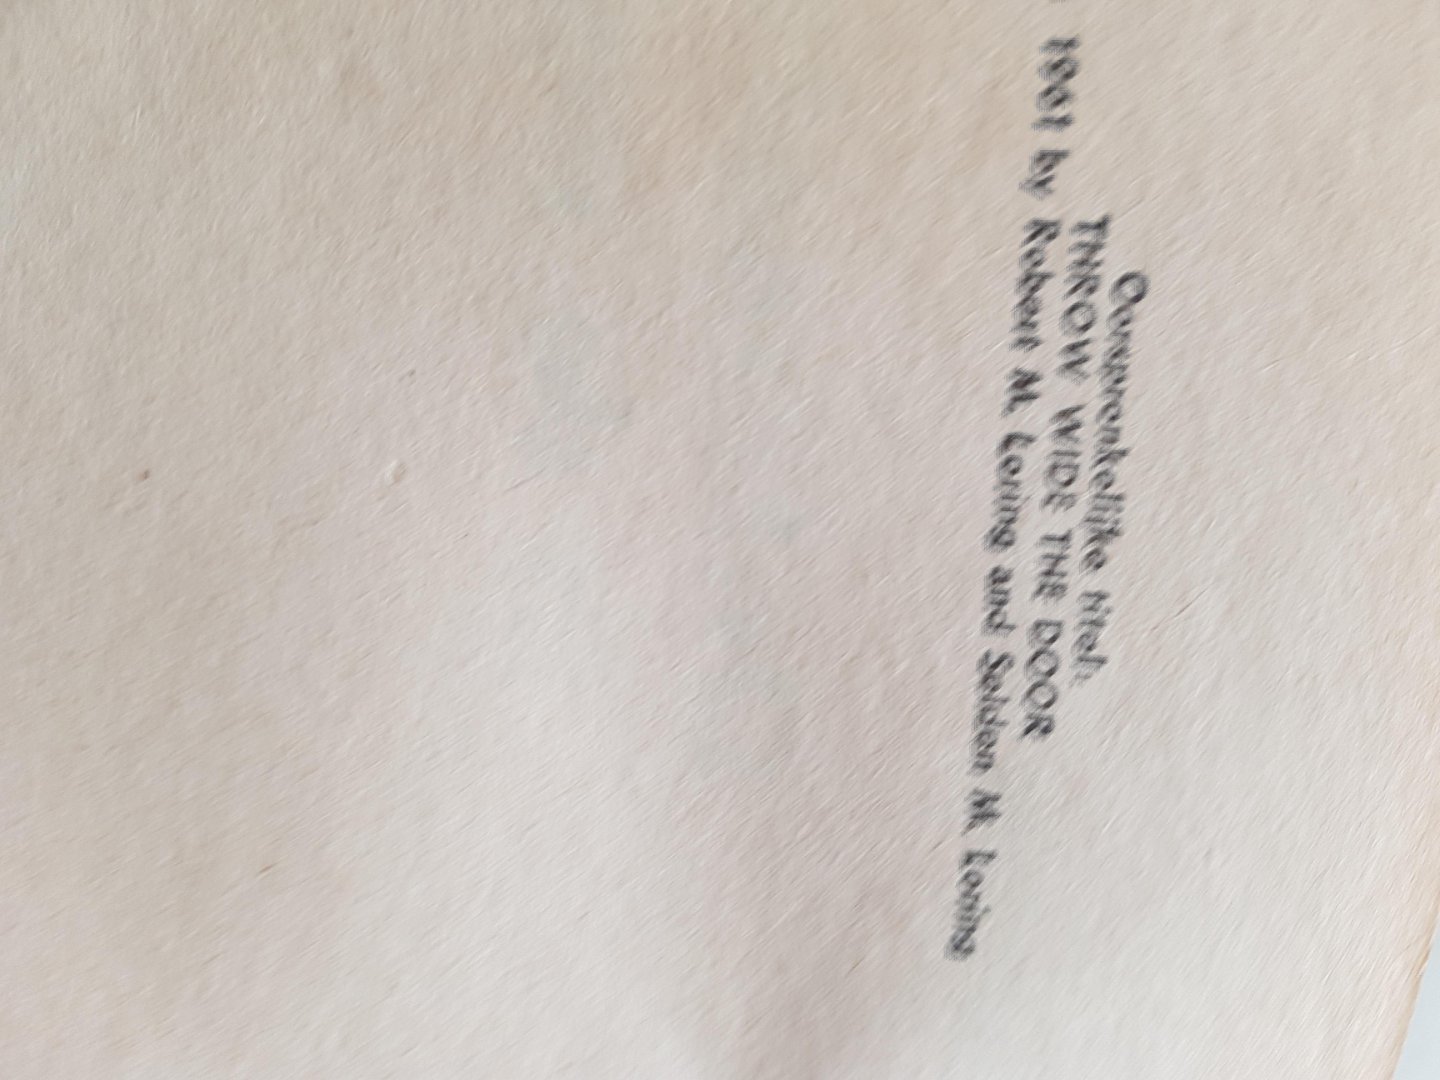 Oorspronkelijke titel:
THROW WIDE THE DOOR
1961 by Robert M. Loring and Selden M. Loring